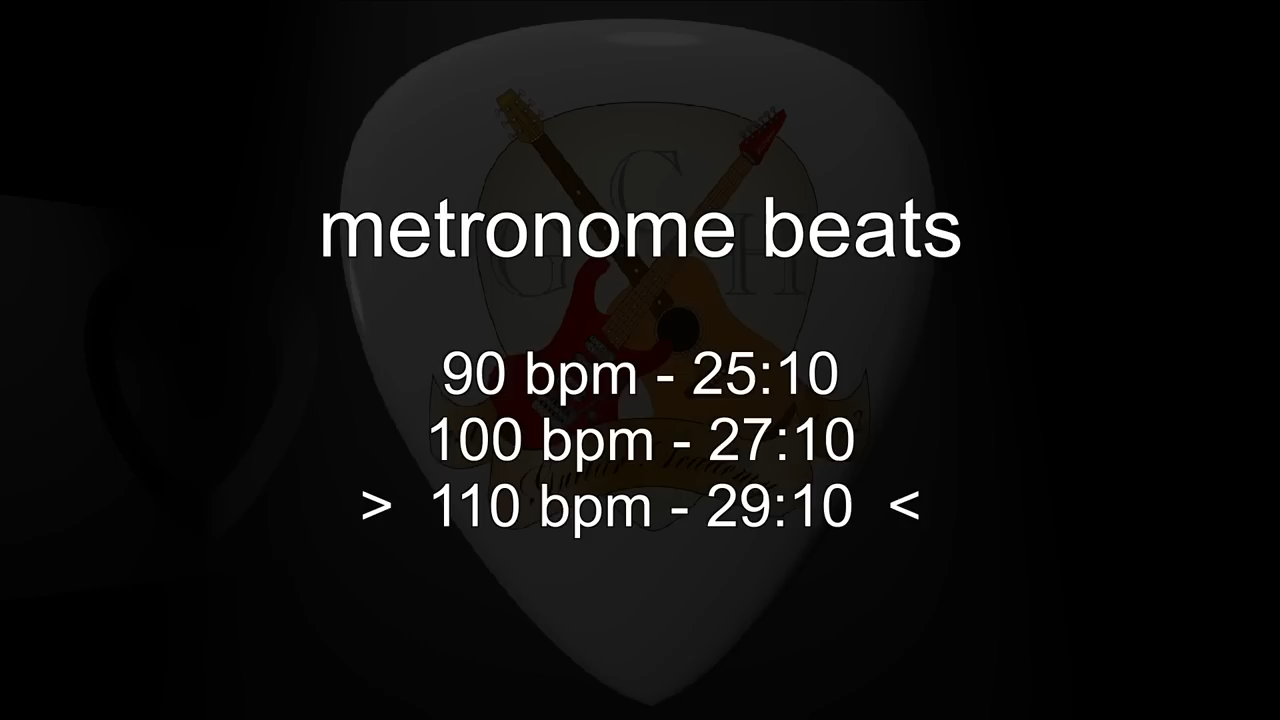 metronome beats
90 bpm - 25:10
100 bpm - 27:10
> 110 bpm - 29:10 <
G C H